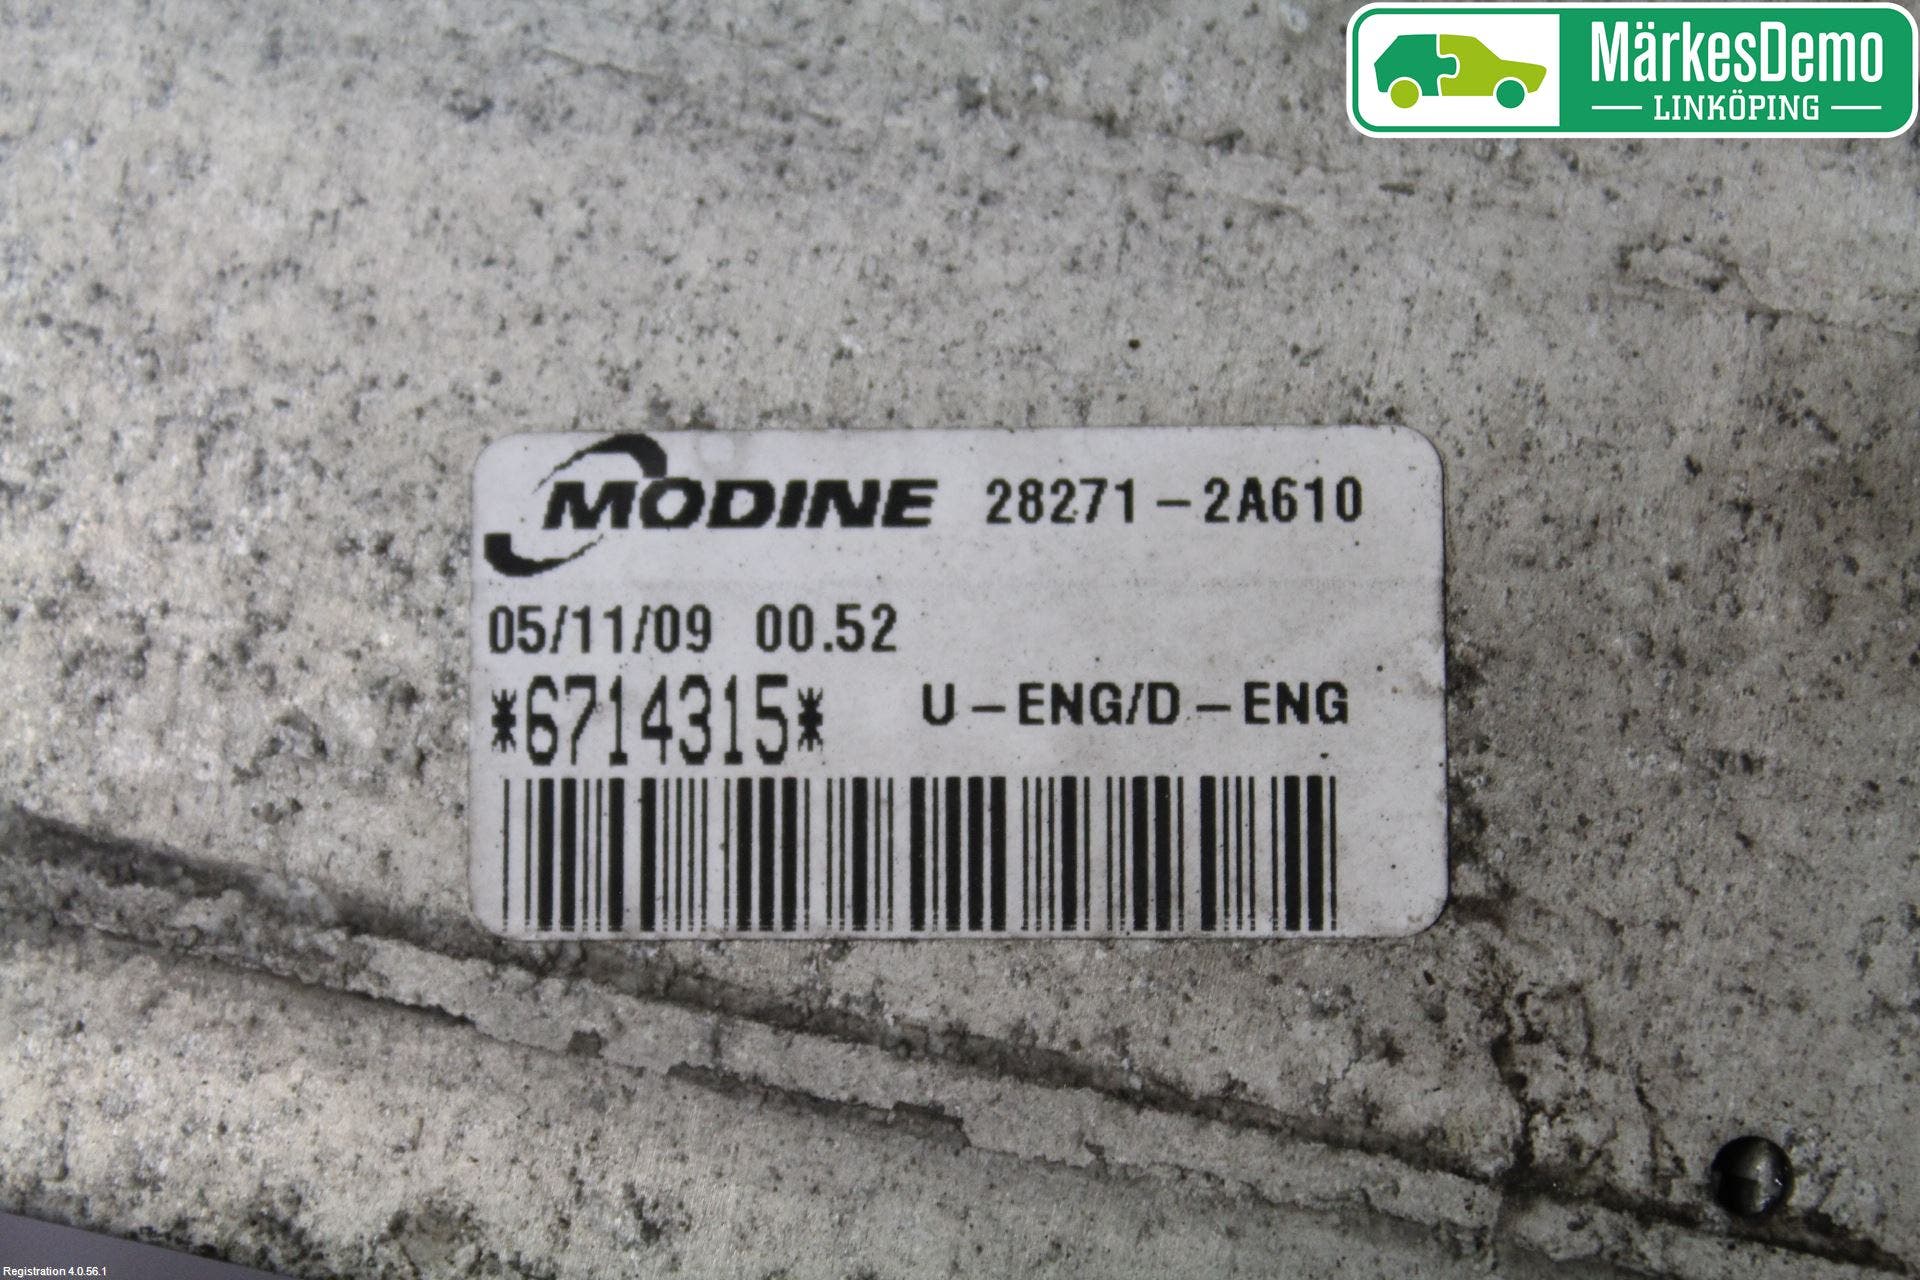 MärkesDemo
LINKÖPING
MODINE 28271-2A610
05/11/09 00.52
*6714315* U-ENG/D-ENG
Registration 4.0.56.1